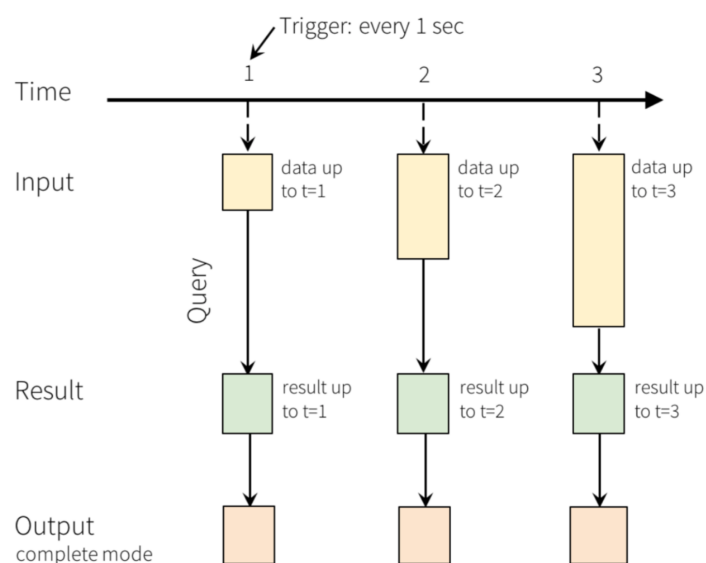 Trigger: every 1 sec
1
2
3
Time
Input
data up
to t=1
data up
to t=2
data up
to t=3
Query
Result
result up
to t=1
result up
to t=2
result up
to t=3
Output
complete mode